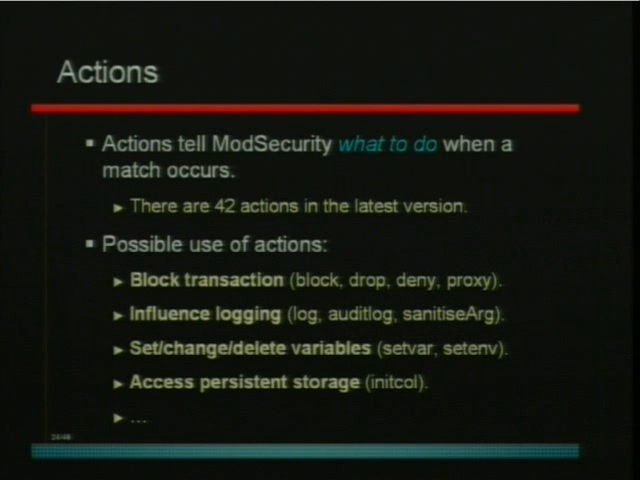 Actions
▪ Actions tell ModSecurity what to do when a
match occurs.
► There are 42 actions in the latest version.
▪ Possible use of actions:
► Block transaction (block, drop, deny, proxy).
► Influence logging (log, auditlog, sanitiseArg).
► Set/change/delete variables (setvar, setenv).
► Access persistent storage (initcol).
► ...